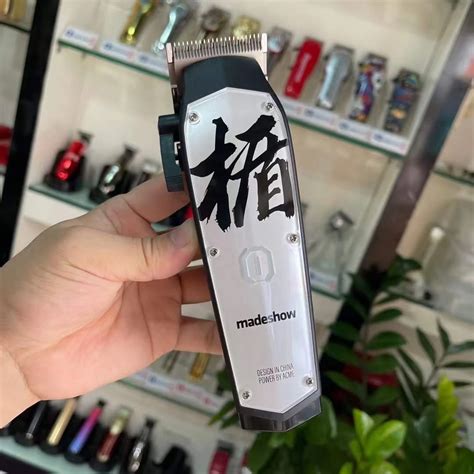 楯
madeshow
DESIGN IN CHINA
POWER BY ACME